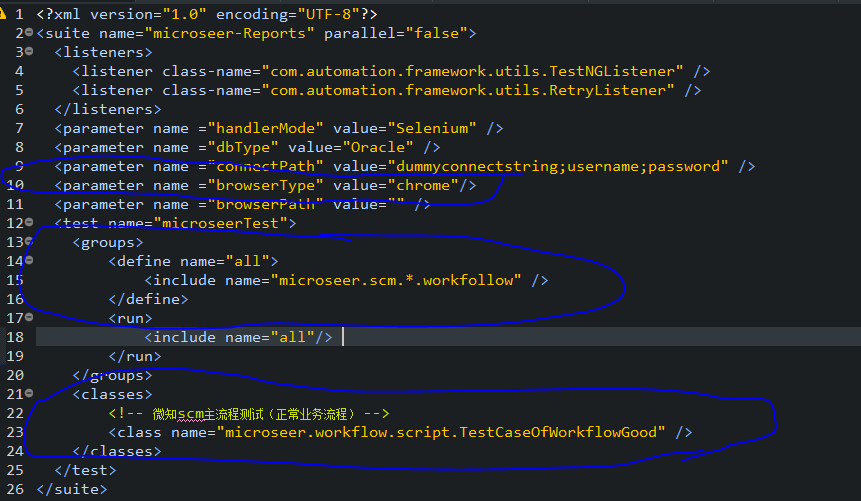 1 <?xml version="1.0" encoding="UTF-8"?>
2 <suite name="microseer-Reports" parallel="false">
3 <listeners>
4 <listener class-name="com.automation.framework.utils.TestNGListener" />
5 <listener class-name="com.automation.framework.utils.RetryListener" />
6 </listeners>
7 <parameter name ="handlerMode" value="Selenium" />
8 <parameter name ="dbType" value="Oracle" />
9 <parameter name ="connectPath" value="dummyconnectstring;username;password" />
10 <parameter name ="browserType" value="chrome"/>
11 <parameter name ="browserPath" value="" />
12 <test name="microseerTest">
13 <groups>
14 <define name="all">
15 <include name="microseer.scm.*.workfollow" />
16 </define>
17 <run>
18 <include name="all"/>
19 </run>
20 </groups>
21 <classes>
22 <!-- 微知scm主流程测试（正常业务流程） -->
23 <class name="microseer.workflow.script.TestCaseOfWorkflowGood" />
24 </classes>
25 </test>
26 </suite>